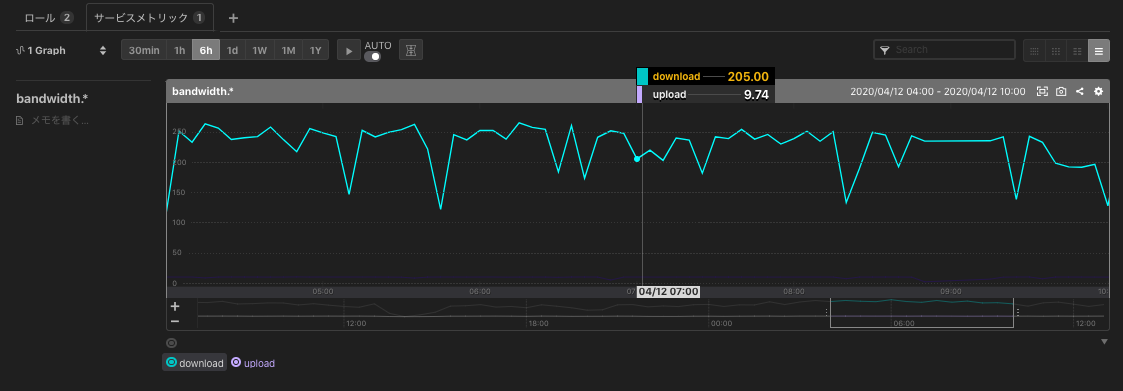 ロール 2 サービスメトリック 1 +
1 Graph 30min 1h 6h 1d 1W 1M 1Y AUTO Search
bandwidth.*
メモを書く...
download 205.00
upload 9.74
bandwidth.* 2020/04/12 04:00 - 2020/04/12 10:00
250
200
150
100
50
0
05:00 06:00 04/12 07:00 08:00 09:00
12:00 18:00 00:00 06:00 12:00
download upload